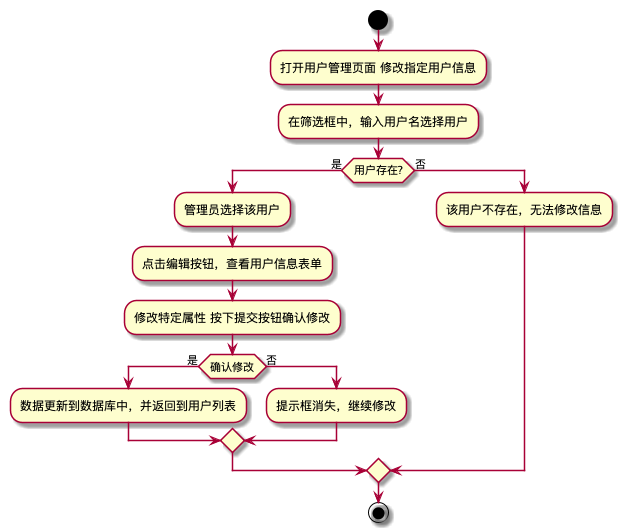 打开用户管理页面 修改指定用户信息
在筛选框中，输入用户名选择用户
是
用户存在?
否
管理员选择该用户
该用户不存在，无法修改信息
点击编辑按钮，查看用户信息表单
修改特定属性 按下提交按钮确认修改
是
确认修改
否
数据更新到数据库中，并返回到用户列表
提示框消失，继续修改